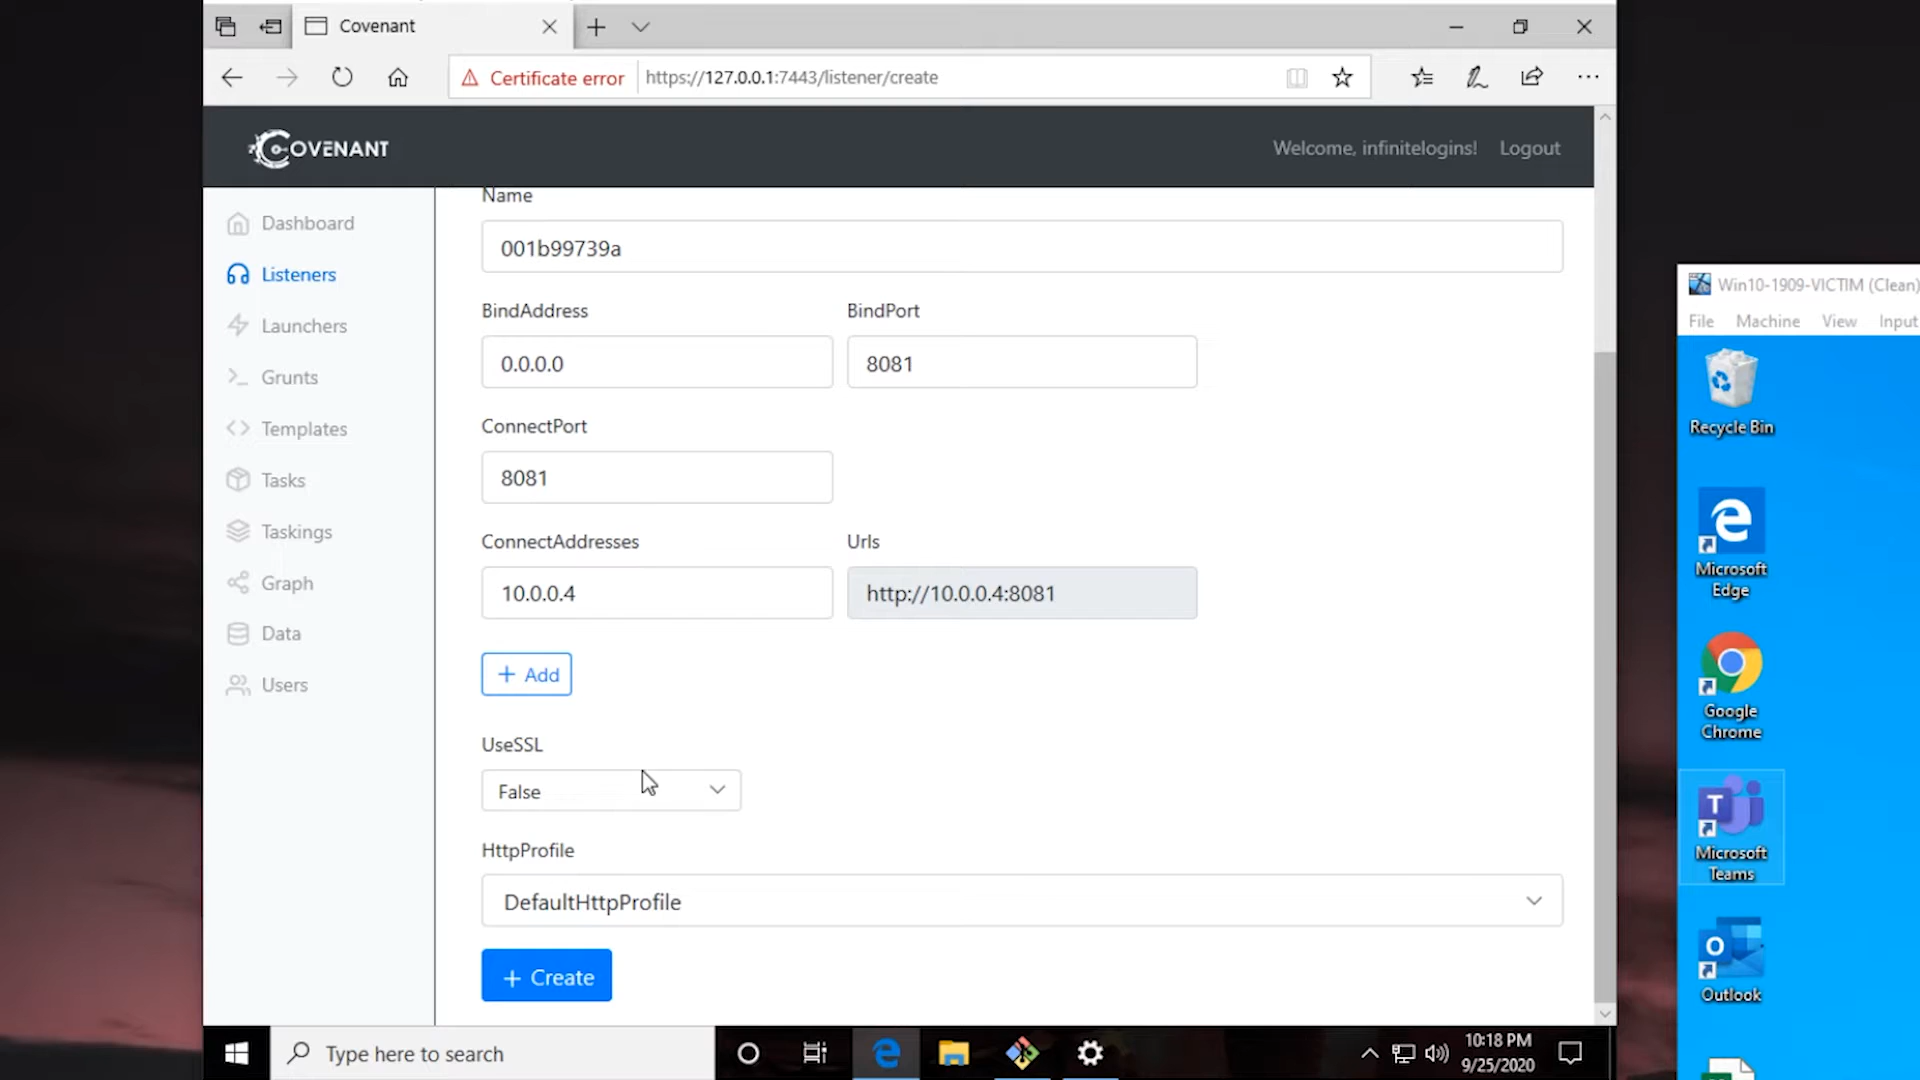 Covenant
Certificate error
https://127.0.0.1:7443/listener/create
COVENANT
Welcome, infinitelogins!
Logout
Dashboard
Listeners
Launchers
Grunts
Templates
Tasks
Taskings
Graph
Data
Users
Name
001b99739a
BindAddress
BindPort
0.0.0.0
8081
ConnectPort
8081
ConnectAddresses
Urls
10.0.0.4
http://10.0.0.4:8081
+ Add
UseSSL
False
HttpProfile
DefaultHttpProfile
+ Create
Win10-1909-VICTIM (Clean)
File Machine View Input
Recycle Bin
Microsoft
Edge
Google
Chrome
Microsoft
Teams
Outlook
Type here to search
10:18 PM
9/25/2020